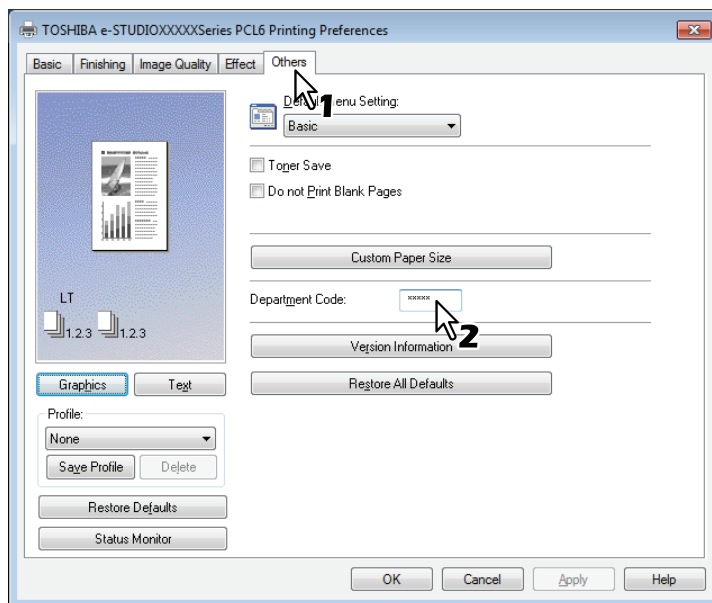 TOSHIBA e-STUDIOXXXXXSeries PCL6 Printing Preferences
Basic Finishing Image Quality Effect Others
1
Menu Setting:
Basic
Toner Save
Do not Print Blank Pages
Custom Paper Size
LT
1.2.3 1.2.3
Department Code: xxxxx
2
Version Information
Graphics Text
Restore All Defaults
Profile:
None
Save Profile Delete
Restore Defaults
Status Monitor
OK Cancel Apply Help